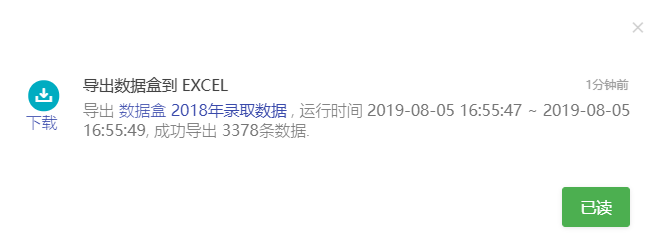 导出数据盒到 EXCEL
1分钟前
导出 数据盒 2018年录取数据 , 运行时间 2019-08-05 16:55:47 ~ 2019-08-05
16:55:49, 成功导出 3378条数据.
下载
已读